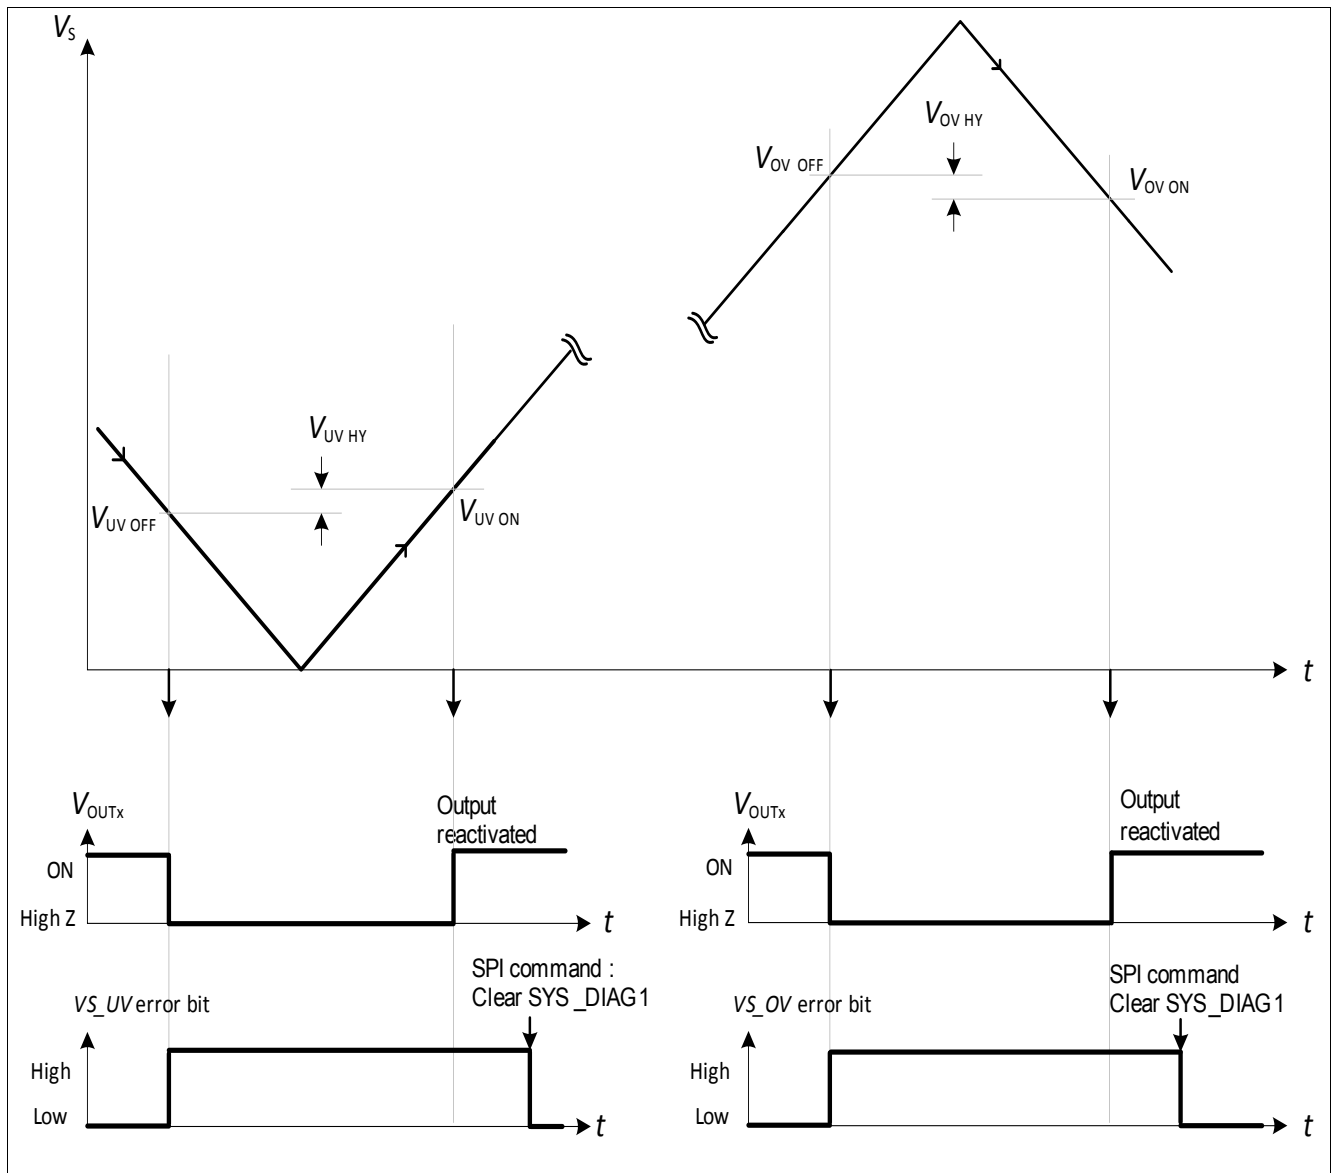 VS
VOV HY
VOV OFF
VOV ON
VUV HY
VUV OFF
VUV ON
t
VOUTx
Output
reactivated
ON
High Z
t
VOUTx
Output
reactivated
ON
High Z
t
SPI command :
Clear SYS_DIAG1
VS_UV error bit
High
Low
t
SPI command
Clear SYS_DIAG1
VS_OV error bit
High
Low
t